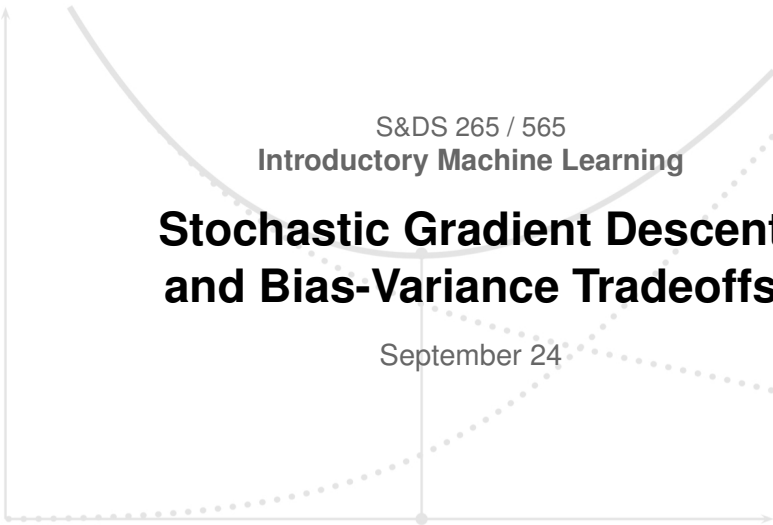 S&DS 265 / 565
Introductory Machine Learning
Stochastic Gradient Descent
and Bias-Variance Tradeoffs
September 24